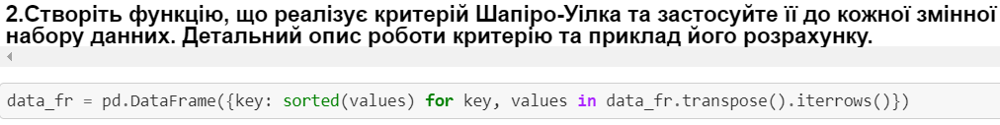 2.Створіть функцію, що реалізує критерій Шапіро-Уілка та застосуйте її до кожної змінної
набору данних. Детальний опис роботи критерію та приклад його розрахунку.
data_fr = pd.DataFrame({key: sorted(values) for key, values in data_fr.transpose().iterrows()})